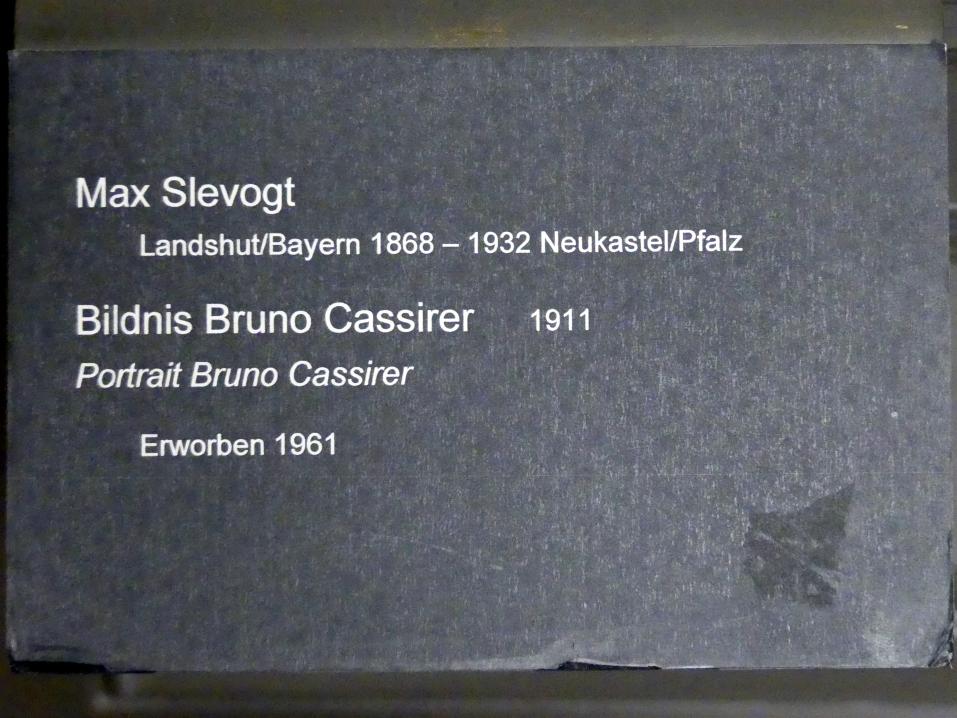 Max Slevogt
Landshut/Bayern 1868 – 1932 Neukastel/Pfalz
Bildnis Bruno Cassirer 1911
Portrait Bruno Cassirer
Erworben 1961